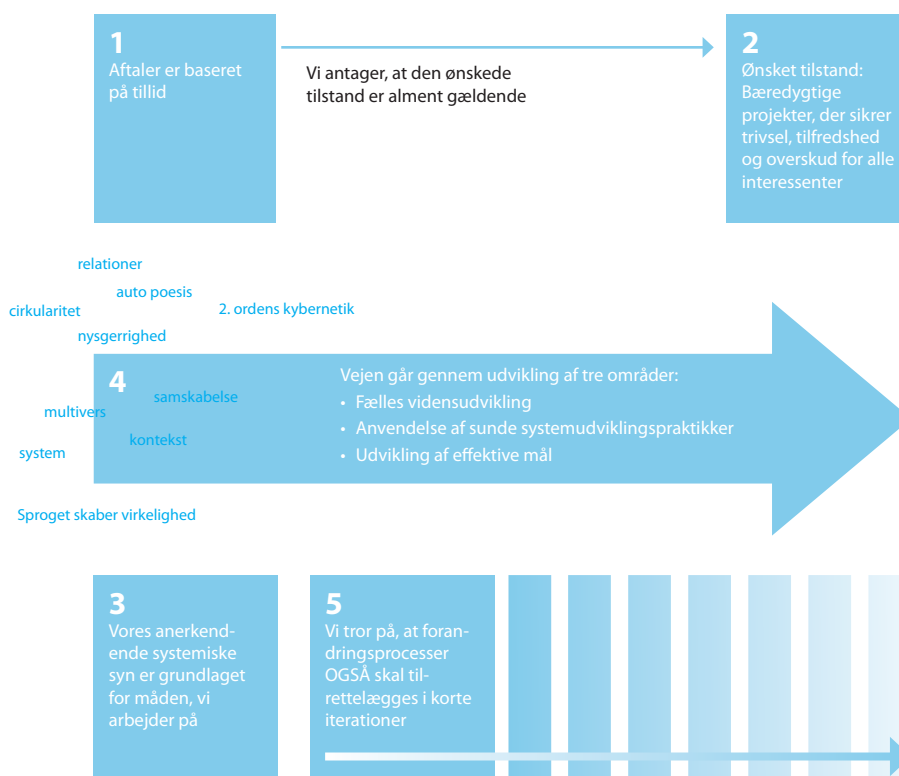 1
Aftaler er baseret
på tillid
Vi antager, at den ønskede
tilstand er alment gældende
2
Ønsket tilstand:
Bæredygtige
projekter, der sikrer
trivsel, tilfredshed
og overskud for alle
interessenter
relationer
auto poesis
cirkularitet
2. ordens kybernetik
nysgerrighed
4
samskabelse
multivers
kontekst
system
Sproget skaber virkelighed
Vejen går gennem udvikling af tre områder:
• Fælles vidensudvikling
• Anvendelse af sunde systemudviklingspraktikker
• Udvikling af effektive mål
3
Vores anerkend-
ende systemiske
syn er grundlaget
for måden, vi
arbejder på
5
Vi tror på, at foran-
dringsprocesser
OGSÅ skal til-
rettelægges i korte
iterationer